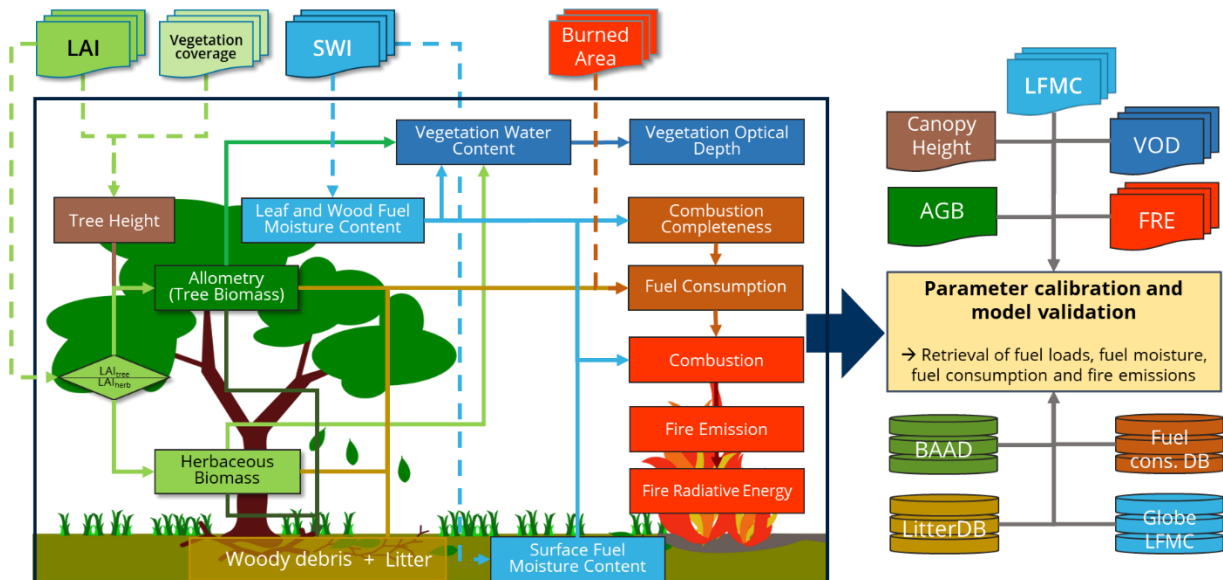 LAI
Vegetation
coverage
SWI
Burned
Area
Vegetation Water
Content
Vegetation Optical
Depth
Tree Height
Leaf and Wood Fuel
Moisture Content
Combustion
Completeness
Allometry
(Tree Biomass)
Fuel Consumption
Combustion
LAItree
LAIherb
Fire Emission
Herbaceous
Biomass
Fire Radiative Energy
Woody debris + Litter
Surface Fuel
Moisture Content
LFMC
Canopy
Height
VOD
AGB
FRE
Parameter calibration and
model validation
→ Retrieval of fuel loads, fuel moisture,
fuel consumption and fire emissions
BAAD
Fuel
cons. DB
LitterDB
Globe
LFMC